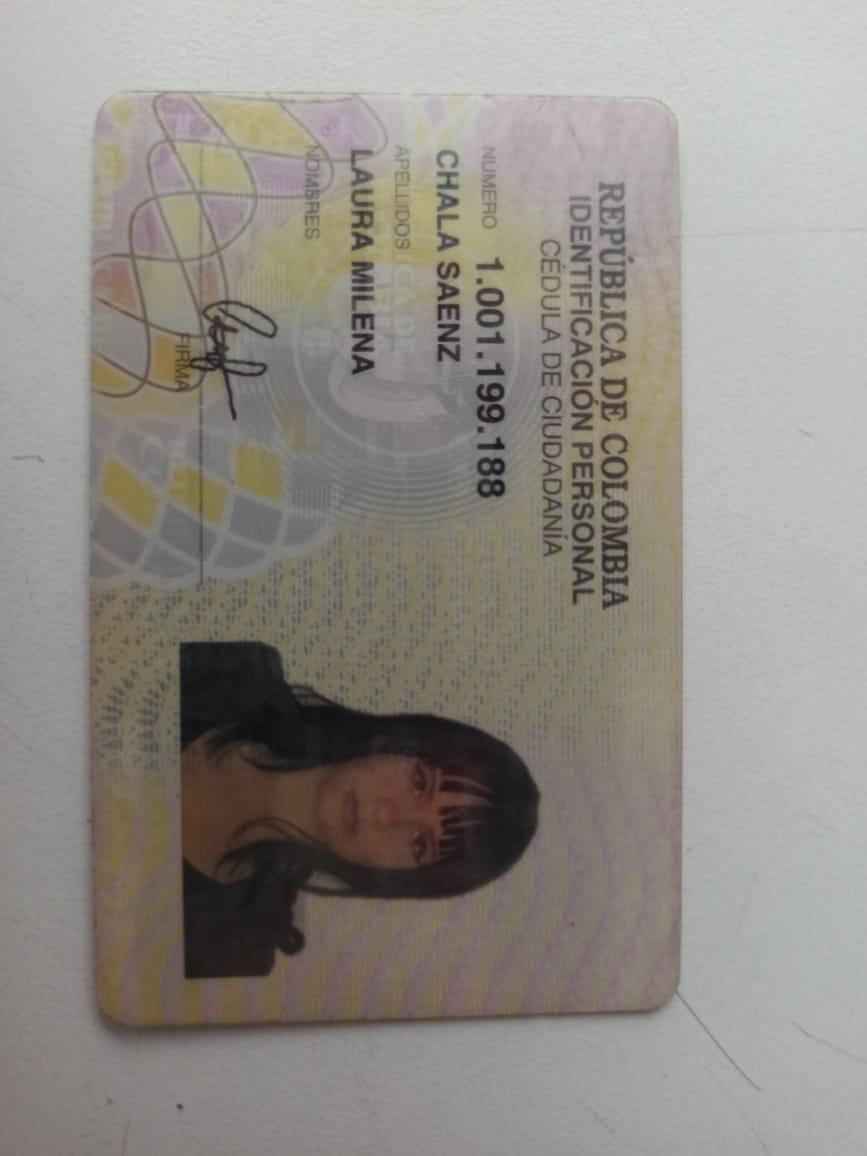 REPÚBLICA DE COLOMBIA
IDENTIFICACIÓN PERSONAL
CÉDULA DE CIUDADANÍA
NÚMERO 1.001.199.188
CHALA SAENZ
APELLIDOS
LAURA MILENA
NOMBRES
FIRMA